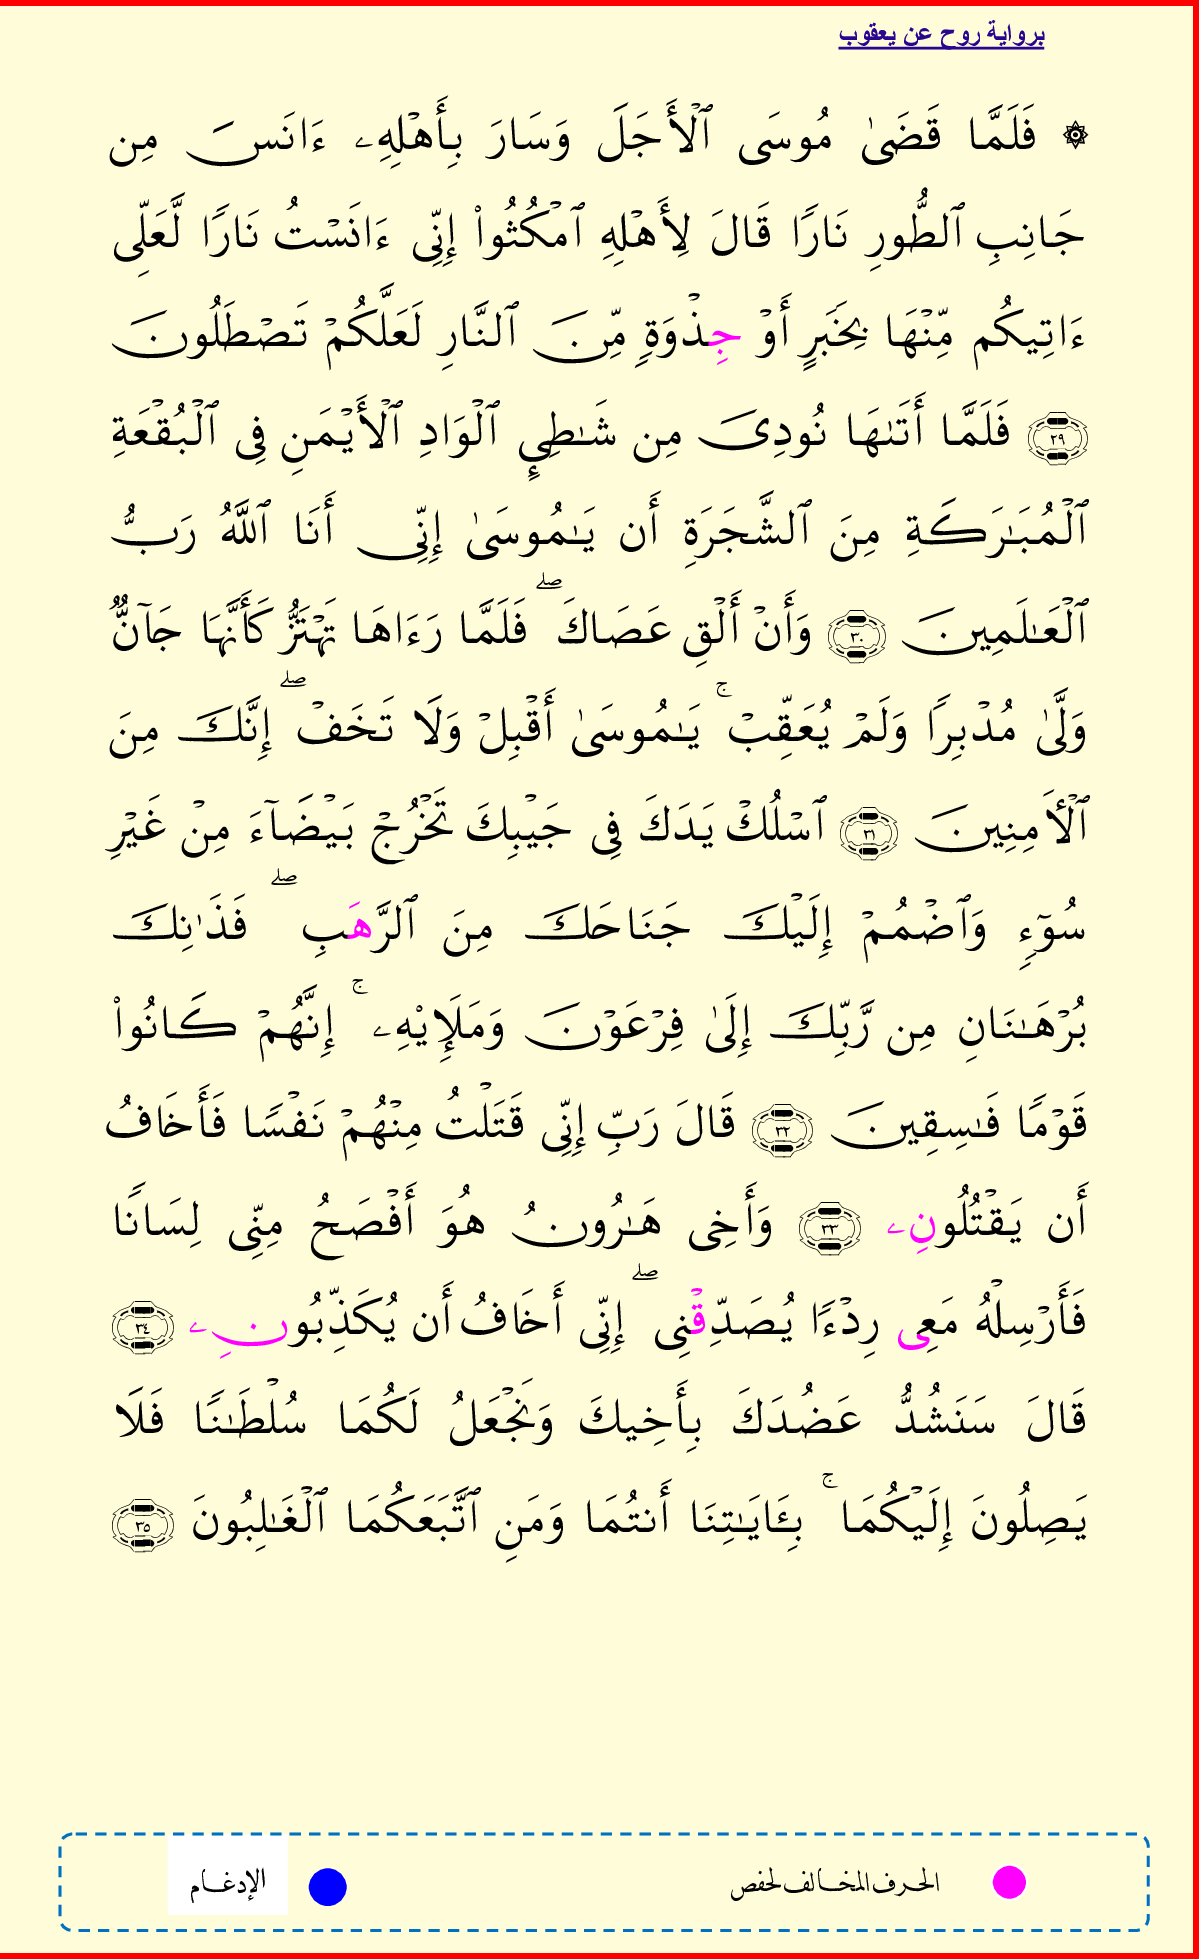 برواية روح عن يعقوب
۞ فَلَمَّا قَضَىٰ مُوسَى ٱلْأَجَلَ وَسَارَ بِأَهْلِهِۦ ءَانَسَ مِن
جَانِبِ ٱلطُّورِ نَارًا قَالَ لِأَهْلِهِ ٱمْكُثُوا۟ إِنِّى ءَانَسْتُ نَارًا لَّعَلِّى
ءَاتِيكُم مِّنْهَا بِخَبَرٍ أَوْ جِذْوَةٍ مِّنَ ٱلنَّارِ لَعَلَّكُمْ تَصْطَلُونَ
٢٩ فَلَمَّا أَتَىٰهَا نُودِىَ مِن شَـٰطِئِ ٱلْوَادِ ٱلْأَيْمَنِ فِى ٱلْبُقْعَةِ
ٱلْمُبَـٰرَكَةِ مِنَ ٱلشَّجَرَةِ أَن يَـٰمُوسَىٰ إِنِّى أَنَا ٱللَّهُ رَبُّ
ٱلْعَـٰلَمِينَ ٣٠ وَأَنْ أَلْقِ عَصَاكَ ۖ فَلَمَّا رَءَاهَا تَهْتَزُّ كَأَنَّهَا جَآنٌّ
وَلَّىٰ مُدْبِرًا وَلَمْ يُعَقِّبْ ۚ يَـٰمُوسَىٰ أَقْبِلْ وَلَا تَخَفْ ۖ إِنَّكَ مِنَ
ٱلْـَٔامِنِينَ ٣١ ٱسْلُكْ يَدَكَ فِى جَيْبِكَ تَخْرُجْ بَيْضَآءَ مِنْ غَيْرِ
سُوٓءٍ وَٱضْمُمْ إِلَيْكَ جَنَاحَكَ مِنَ ٱلرَّهَبِ ۖ فَذَٰنِكَ
بُرْهَـٰنَانِ مِن رَّبِّكَ إِلَىٰ فِرْعَوْنَ وَمَلَإِيْهِۦ ۚ إِنَّهُمْ كَانُوا۟
قَوْمًا فَـٰسِقِينَ ٣٢ قَالَ رَبِّ إِنِّى قَتَلْتُ مِنْهُمْ نَفْسًا فَأَخَافُ
أَن يَقْتُلُونِۦ ٣٣ وَأَخِى هَـٰرُونُ هُوَ أَفْصَحُ مِنِّى لِسَانًا
فَأَرْسِلْهُ مَعِى رِدْءًا يُصَدِّقْنِى ۖ إِنِّى أَخَافُ أَن يُكَذِّبُونِۦ ٣٤
قَالَ سَنَشُدُّ عَضُدَكَ بِأَخِيكَ وَنَجْعَلُ لَكُمَا سُلْطَـٰنًا فَلَا
يَصِلُونَ إِلَيْكُمَا ۚ بِـَٔايَـٰتِنَا أَنتُمَا وَمَنِ ٱتَّبَعَكُمَا ٱلْغَـٰلِبُونَ ٣٥
الحرف المخالف لحفص
الإدغام